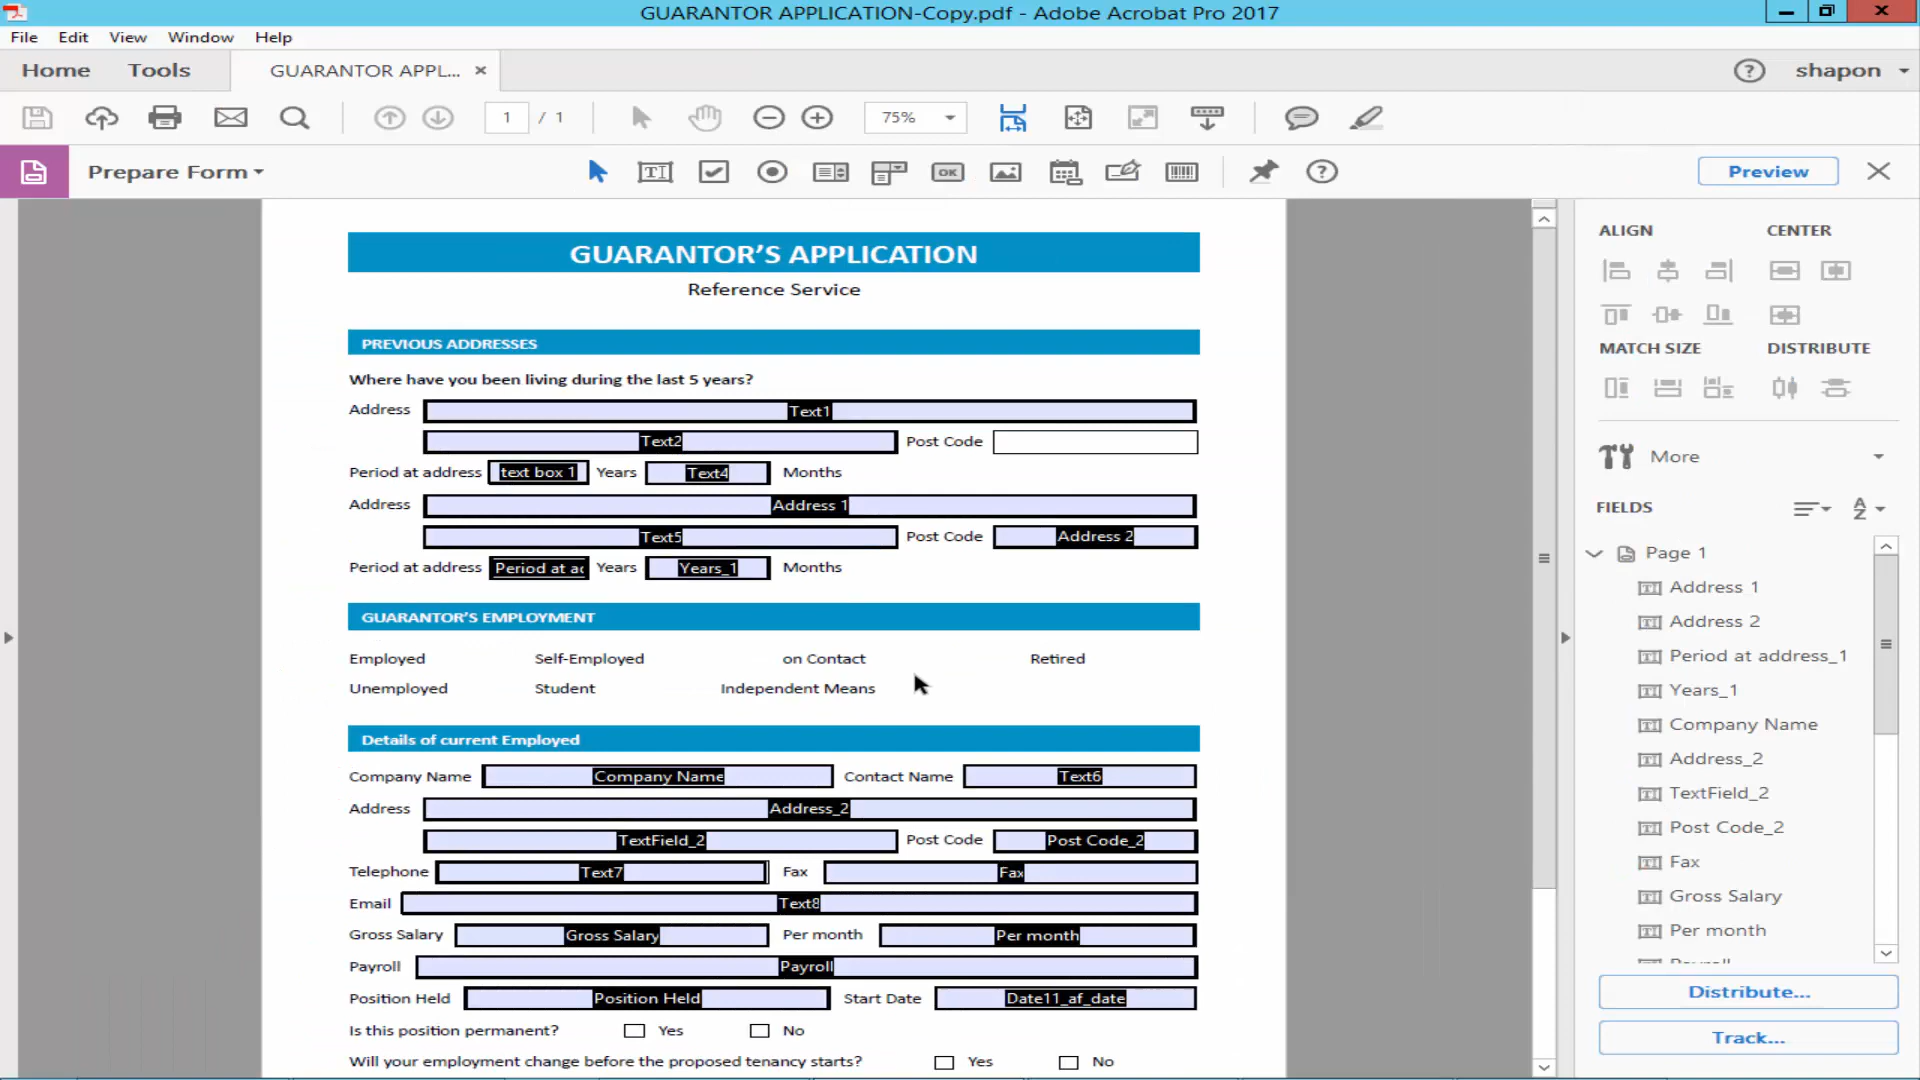 GUARANTOR APPLICATION-Copy.pdf - Adobe Acrobat Pro 2017
File Edit View Window Help
Home Tools GUARANTOR APPL... × shapon
1 / 1 75%
Prepare Form OK Preview
GUARANTOR'S APPLICATION
Reference Service
PREVIOUS ADDRESSES
Where have you been living during the last 5 years?
Address Text1
Text2 Post Code
Period at address text box 1 Years Text4 Months
Address Address 1
Text5 Post Code Address 2
Period at address Period at ac Years Years_1 Months
GUARANTOR'S EMPLOYMENT
Employed Self-Employed on Contact Retired
Unemployed Student Independent Means
Details of current Employed
Company Name Company Name Contact Name Text6
Address Address_2
TextField_2 Post Code Post Code_2
Telephone Text7 Fax Fax
Email Text8
Gross Salary Gross Salary Per month Per month
Payroll Payroll
Position Held Position Held Start Date Date11_af_date
Is this position permanent? Yes No
Will your employment change before the proposed tenancy starts? Yes No
ALIGN CENTER
MATCH SIZE DISTRIBUTE
More
FIELDS
Page 1
Address 1
Address 2
Period at address_1
Years_1
Company Name
Address_2
TextField_2
Post Code_2
Fax
Gross Salary
Per month
Payroll
Distribute...
Track...